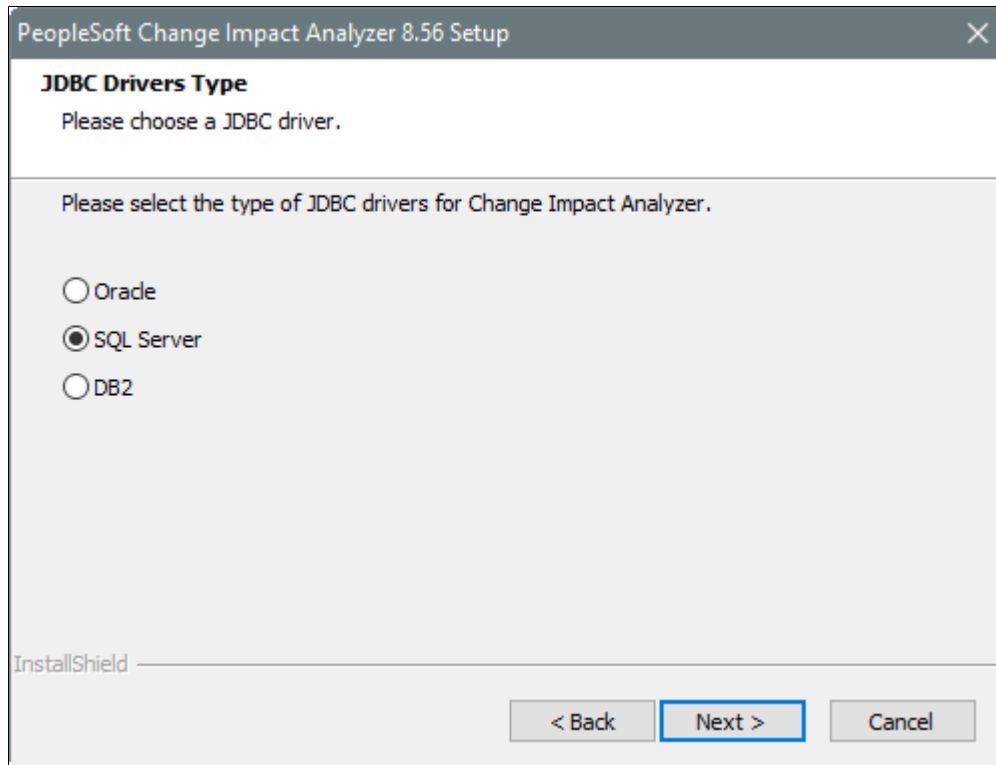 PeopleSoft Change Impact Analyzer 8.56 Setup
JDBC Drivers Type
Please choose a JDBC driver.
Please select the type of JDBC drivers for Change Impact Analyzer.
Oracle
SQL Server
DB2
InstallShield
< Back Next > Cancel